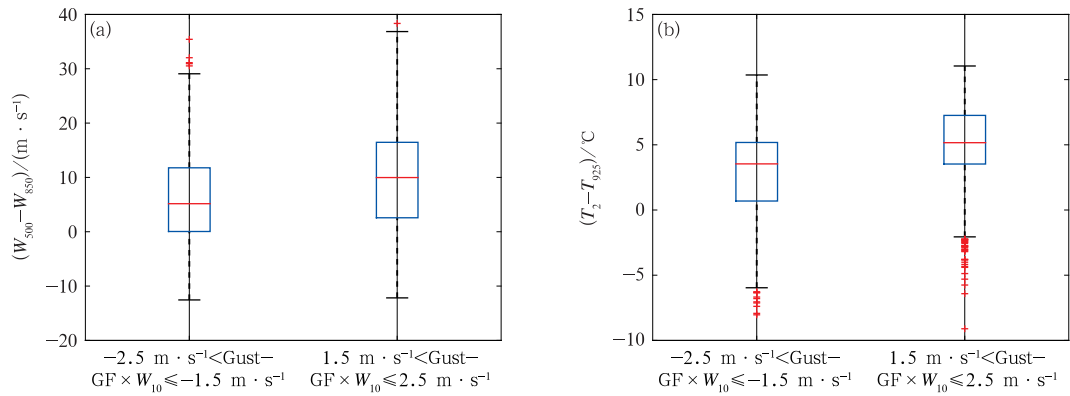 (a)
40
30
20
10
0
−10
−20
(W500−W850)/(m · s−1)
−2.5 m · s−1<Gust−
GF×W10≤−1.5 m · s−1
1.5 m · s−1<Gust−
GF×W10≤2.5 m · s−1
(b)
15
10
5
0
−5
−10
(T2−T925)/℃
−2.5 m · s−1<Gust−
GF×W10≤−1.5 m · s−1
1.5 m · s−1<Gust−
GF×W10≤2.5 m · s−1